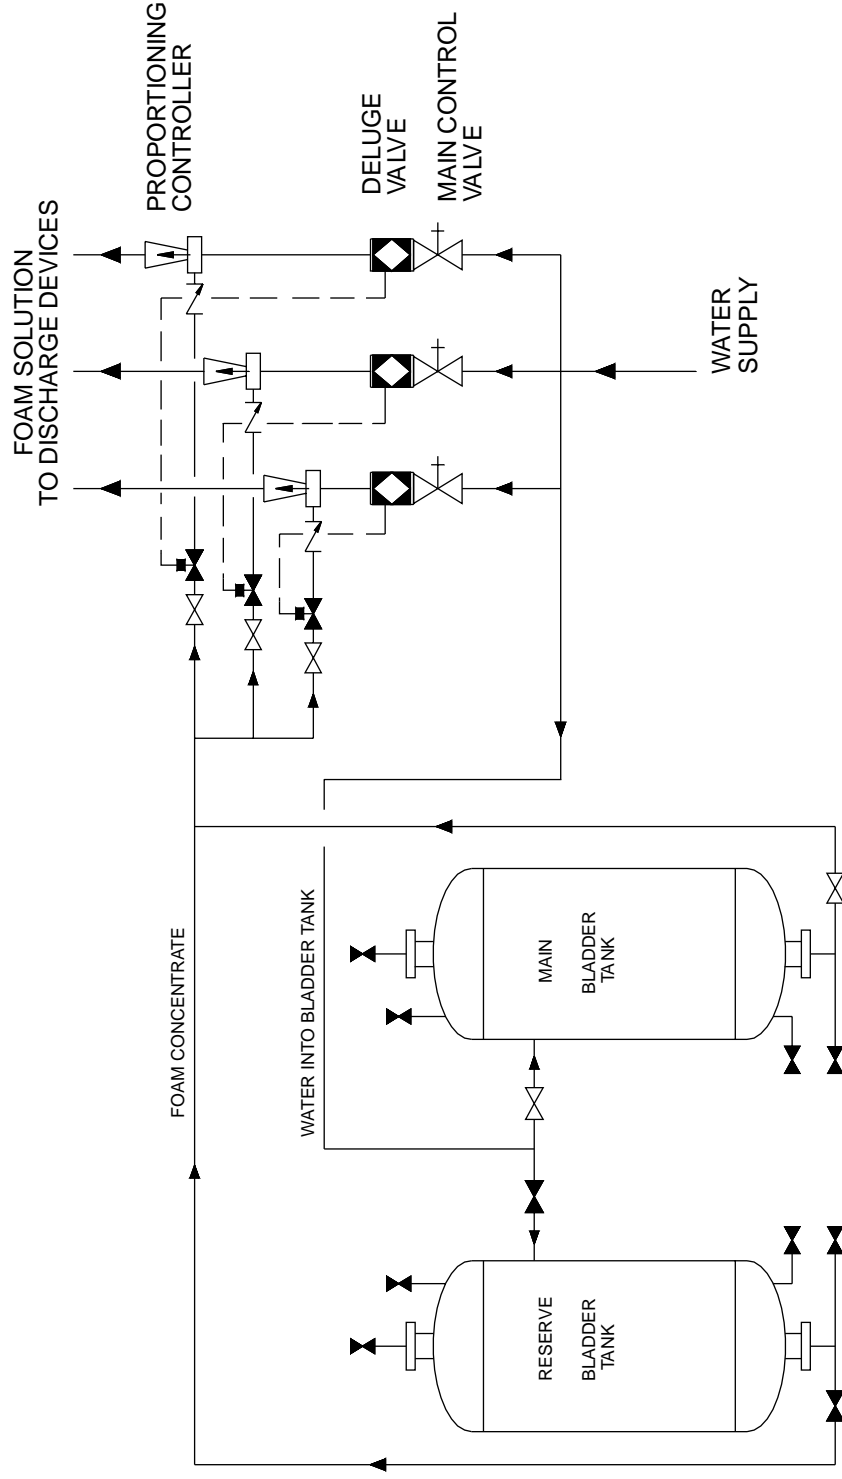 FOAM SOLUTION
TO DISCHARGE DEVICES
PROPORTIONING
CONTROLLER
DELUGE
VALVE
MAIN CONTROL
VALVE
WATER
SUPPLY
FOAM CONCENTRATE
WATER INTO BLADDER TANK
MAIN
BLADDER
TANK
RESERVE
BLADDER
TANK